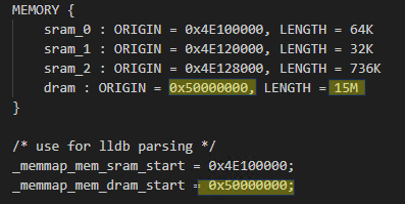 MEMORY {
sram_0 : ORIGIN = 0x4E100000, LENGTH = 64K
sram_1 : ORIGIN = 0x4E120000, LENGTH = 32K
sram_2 : ORIGIN = 0x4E128000, LENGTH = 736K
dram : ORIGIN = 0x50000000, LENGTH = 15M
}
/* use for lldb parsing */
_memmap_mem_sram_start = 0x4E100000;
_memmap_mem_dram_start = 0x50000000;